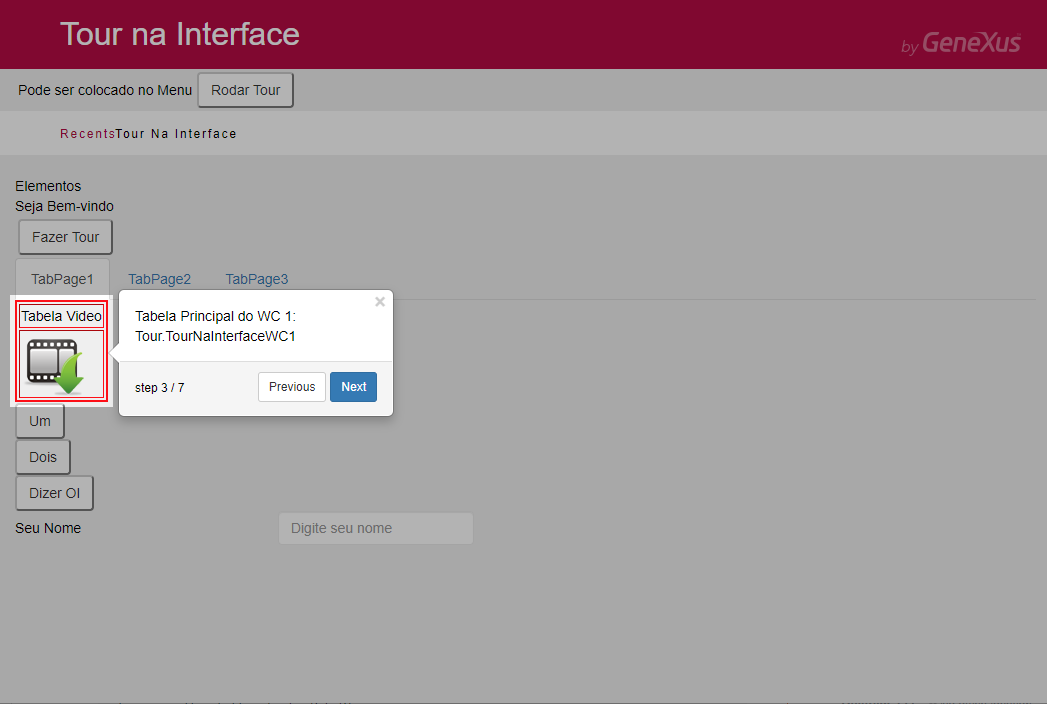 Tour na Interface
by GeneXus
Pode ser colocado no Menu Rodar Tour
RecentsTour Na Interface
Elementos
Seja Bem-vindo
Fazer Tour
TabPage1 TabPage2 TabPage3
Tabela Video
×
Tabela Principal do WC 1:
Tour.TourNaInterfaceWC1
step 3 / 7 Previous Next
Um
Dois
Dizer OI
Seu Nome Digite seu nome